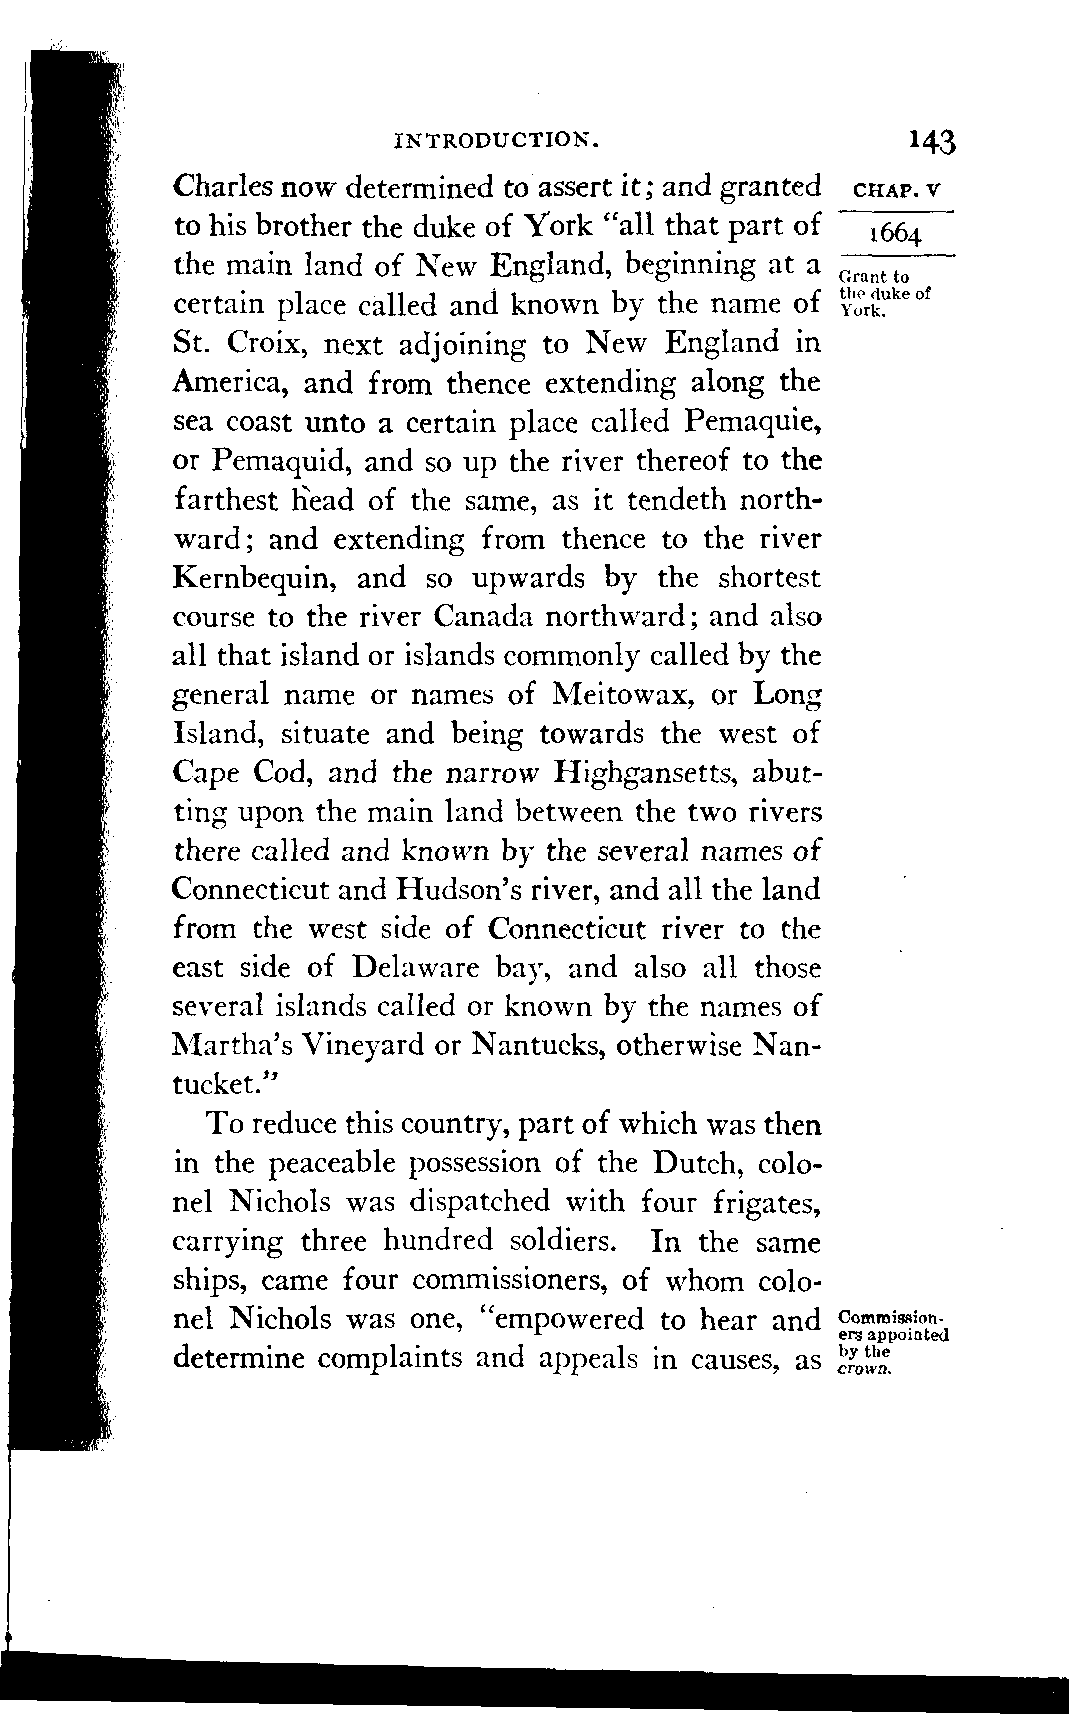 INTRODUCTION. 143
Charles now determined to assert it; and granted
to his brother the duke of York "all that part of
the main land of New England, beginning at a
certain place called and known by the name of
St. Croix, next adjoining to New England in
America, and from thence extending along the
sea coast unto a certain place called Pemaquie,
or Pemaquid, and so up the river thereof to the
farthest head of the same, as it tendeth north-
ward; and extending from thence to the river
Kernbequin, and so upwards by the shortest
course to the river Canada northward; and also
all that island or islands commonly called by the
general name or names of Meitowax, or Long
Island, situate and being towards the west of
Cape Cod, and the narrow Highgansetts, abut-
ting upon the main land between the two rivers
there called and known by the several names of
Connecticut and Hudson's river, and all the land
from the west side of Connecticut river to the
east side of Delaware bay, and also all those
several islands called or known by the names of
Martha's Vineyard or Nantucks, otherwise Nan-
tucket."
To reduce this country, part of which was then
in the peaceable possession of the Dutch, colo-
nel Nichols was dispatched with four frigates,
carrying three hundred soldiers. In the same
ships, came four commissioners, of whom colo-
nel Nichols was one, "empowered to hear and
determine complaints and appeals in causes, as
CHAP. V
1664
Grant to
the duke of
York.
Commission-
ers appointed
by the
crown.